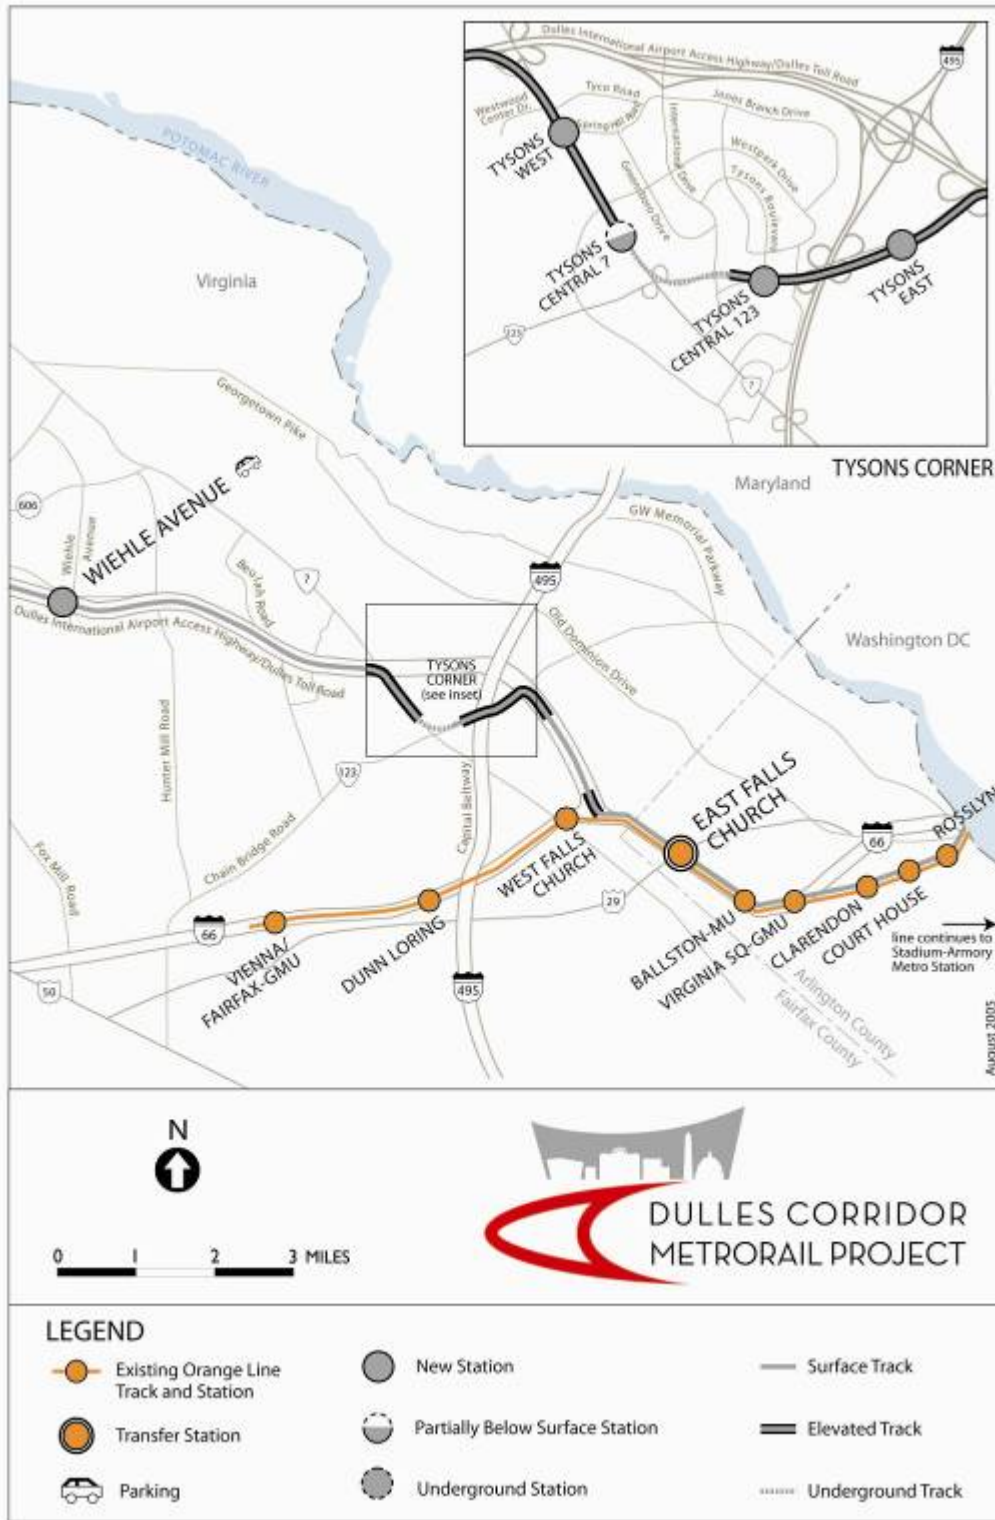 Dulles International Airport Access Highway/Dulles Toll Road
495
Tyco Road
Jones Branch Drive
Westwood
Center Dr.
Spring Hill Road
International Drive
Westpark Drive
Tysons Boulevard
Greensboro Drive
TYSONS
WEST
TYSONS
CENTRAL 7
TYSONS
CENTRAL 123
TYSONS
EAST
123
7
TYSONS CORNER
POTOMAC RIVER
Virginia
Maryland
Washington DC
Georgetown Pike
GW Memorial Parkway
606
Wiehle
Avenue
WIEHLE AVENUE
Beulah Road
7
495
Old Dominion Drive
Dulles International Airport Access Highway/Dulles Toll Road
TYSONS
CORNER
(see inset)
Hunter Mill Road
123
Capital Beltway
Chain Bridge Road
Fox Mill Road
EAST FALLS
CHURCH
WEST FALLS
CHURCH
66
ROSSLYN
29
66
VIENNA/
FAIRFAX-GMU
DUNN LORING
BALLSTON-MU
VIRGINIA SQ-GMU
CLARENDON
COURT HOUSE
line continues to
Stadium-Armory
Metro Station
50
495
Arlington County
Fairfax County
August 2005
N
0 1 2 3 MILES
DULLES CORRIDOR
METRORAIL PROJECT
LEGEND
Existing Orange Line
Track and Station
Transfer Station
Parking
New Station
Partially Below Surface Station
Underground Station
Surface Track
Elevated Track
Underground Track